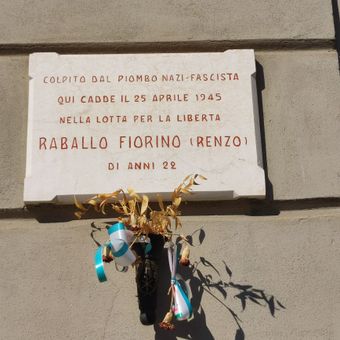 COLPITO DAL PIOMBO NAZI-FASCISTA
QUI CADDE IL 25 APRILE 1945
NELLA LOTTA PER LA LIBERTA
RABALLO FIORINO (RENZO)
DI ANNI 22